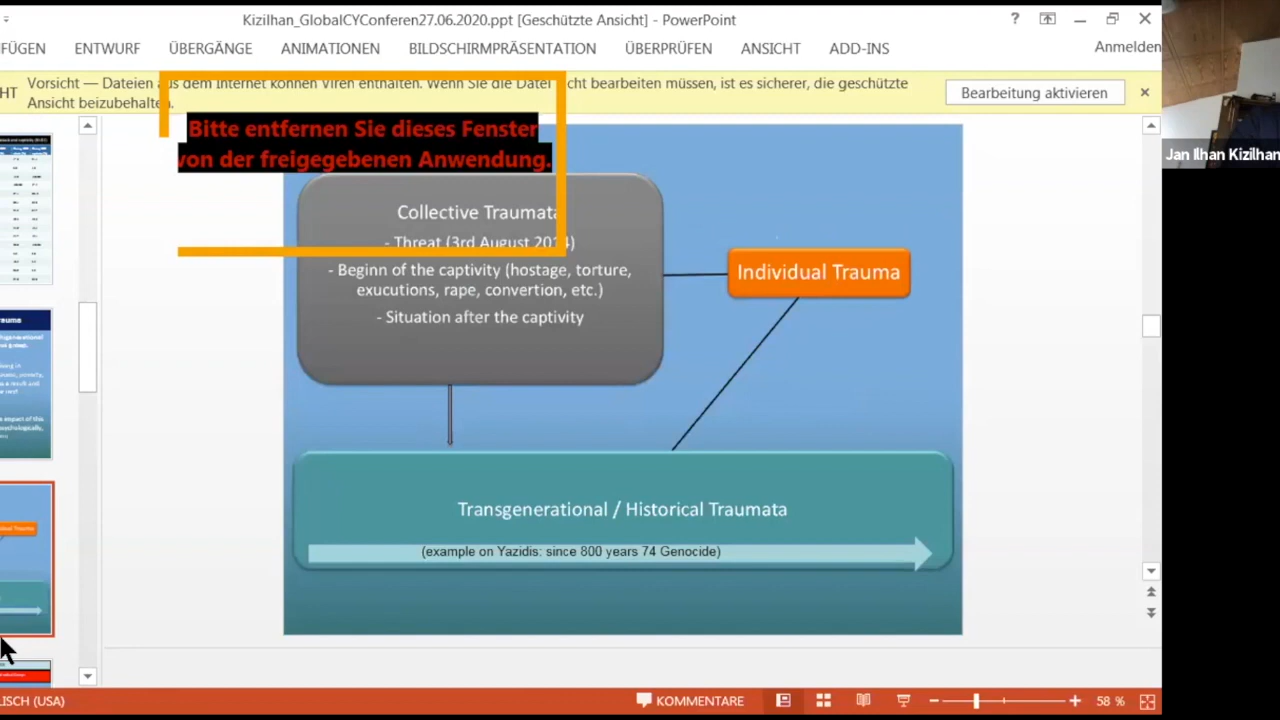 Kizilhan_GlobalCYConferen27.06.2020.ppt [Geschützte Ansicht] - PowerPoint
?
FÜGEN ENTWURF ÜBERGÄNGE ANIMATIONEN BILDSCHIRMPRÄSENTATION ÜBERPRÜFEN ANSICHT ADD-INS Anmelden
HT Vorsicht — Dateien aus dem Internet können Viren enthalten. Wenn Sie die Datei nicht bearbeiten müssen, ist es sicherer, die geschützte
Ansicht beizubehalten.
Bearbeitung aktivieren
Bitte entfernen Sie dieses Fenster
von der freigegebenen Anwendung.
Jan Ilhan Kizilhan
Collective Traumata
- Threat (3rd August 2014)
- Beginn of the captivity (hostage, torture,
exucutions, rape, convertion, etc.)
- Situation after the captivity
Individual Trauma
Transgenerational / Historical Traumata
(example on Yazidis: since 800 years 74 Genocide)
LISCH (USA) KOMMENTARE 58 %